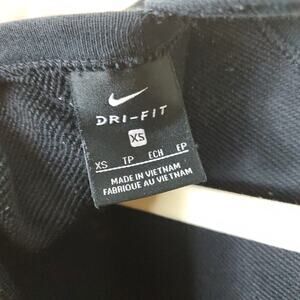 DRI-FIT
XS
XS TP ECH EP
MADE IN VIETNAM
FABRIQUE AU VIETNAM